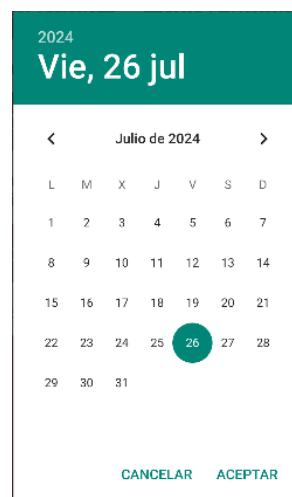 2024
Vie, 26 jul
Julio de 2024
L M X J V S D
1 2 3 4 5 6 7
8 9 10 11 12 13 14
15 16 17 18 19 20 21
22 23 24 25 26 27 28
29 30 31
CANCELAR ACEPTAR